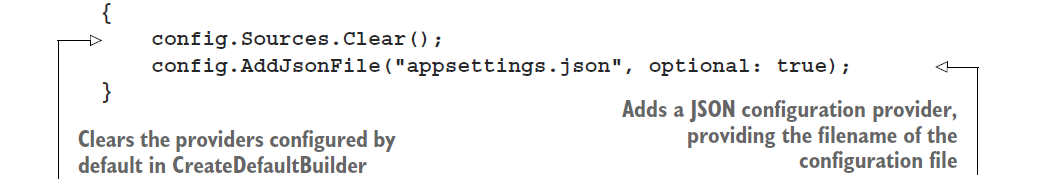 {
config.Sources.Clear();
config.AddJsonFile("appsettings.json", optional: true);
}
Clears the providers configured by
default in CreateDefaultBuilder
Adds a JSON configuration provider,
providing the filename of the
configuration file